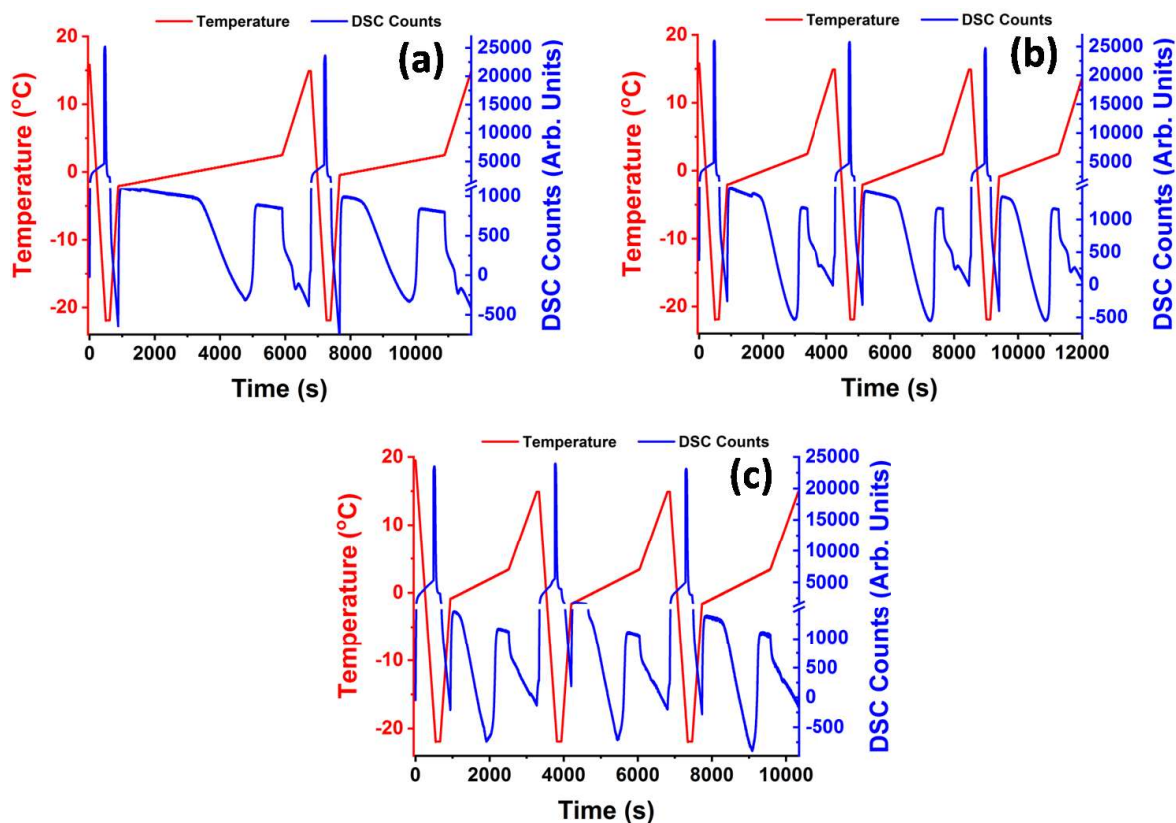 Temperature DSC Counts
(a)
Temperature (°C)
20
10
0
-10
-20
25000
20000
15000
10000
5000
1000
500
0
-500
DSC Counts (Arb. Units)
0 2000 4000 6000 8000 10000
Time (s)
Temperature DSC Counts
(b)
Temperature (°C)
20
10
0
-10
-20
25000
20000
15000
10000
5000
1000
500
0
-500
DSC Counts (Arb. Units)
0 2000 4000 6000 8000 10000 12000
Time (s)
Temperature DSC Counts
(c)
Temperature (°C)
20
10
0
-10
-20
25000
20000
15000
10000
5000
1000
500
0
-500
DSC Counts (Arb. Units)
0 2000 4000 6000 8000 10000
Time (s)